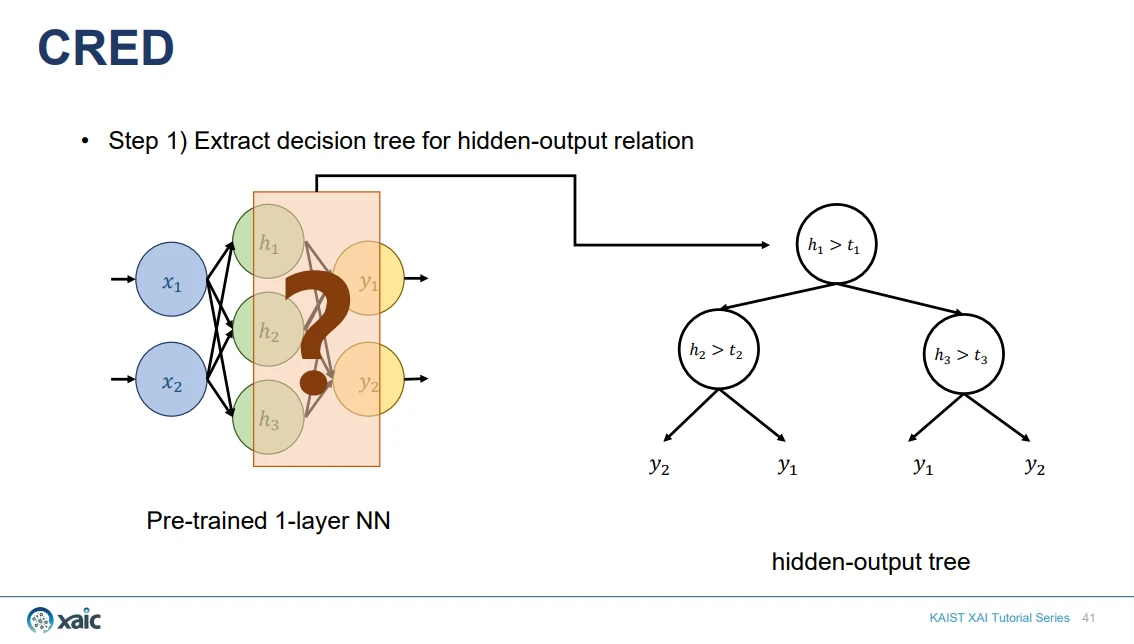 CRED
• Step 1) Extract decision tree for hidden-output relation
x₁
x₂
h₁
h₂
h₃
?
y₁
y₂
h₁ > t₁
h₂ > t₂
h₃ > t₃
y₂ y₁ y₁ y₂
Pre-trained 1-layer NN
hidden-output tree
xaic
KAIST XAI Tutorial Series 41